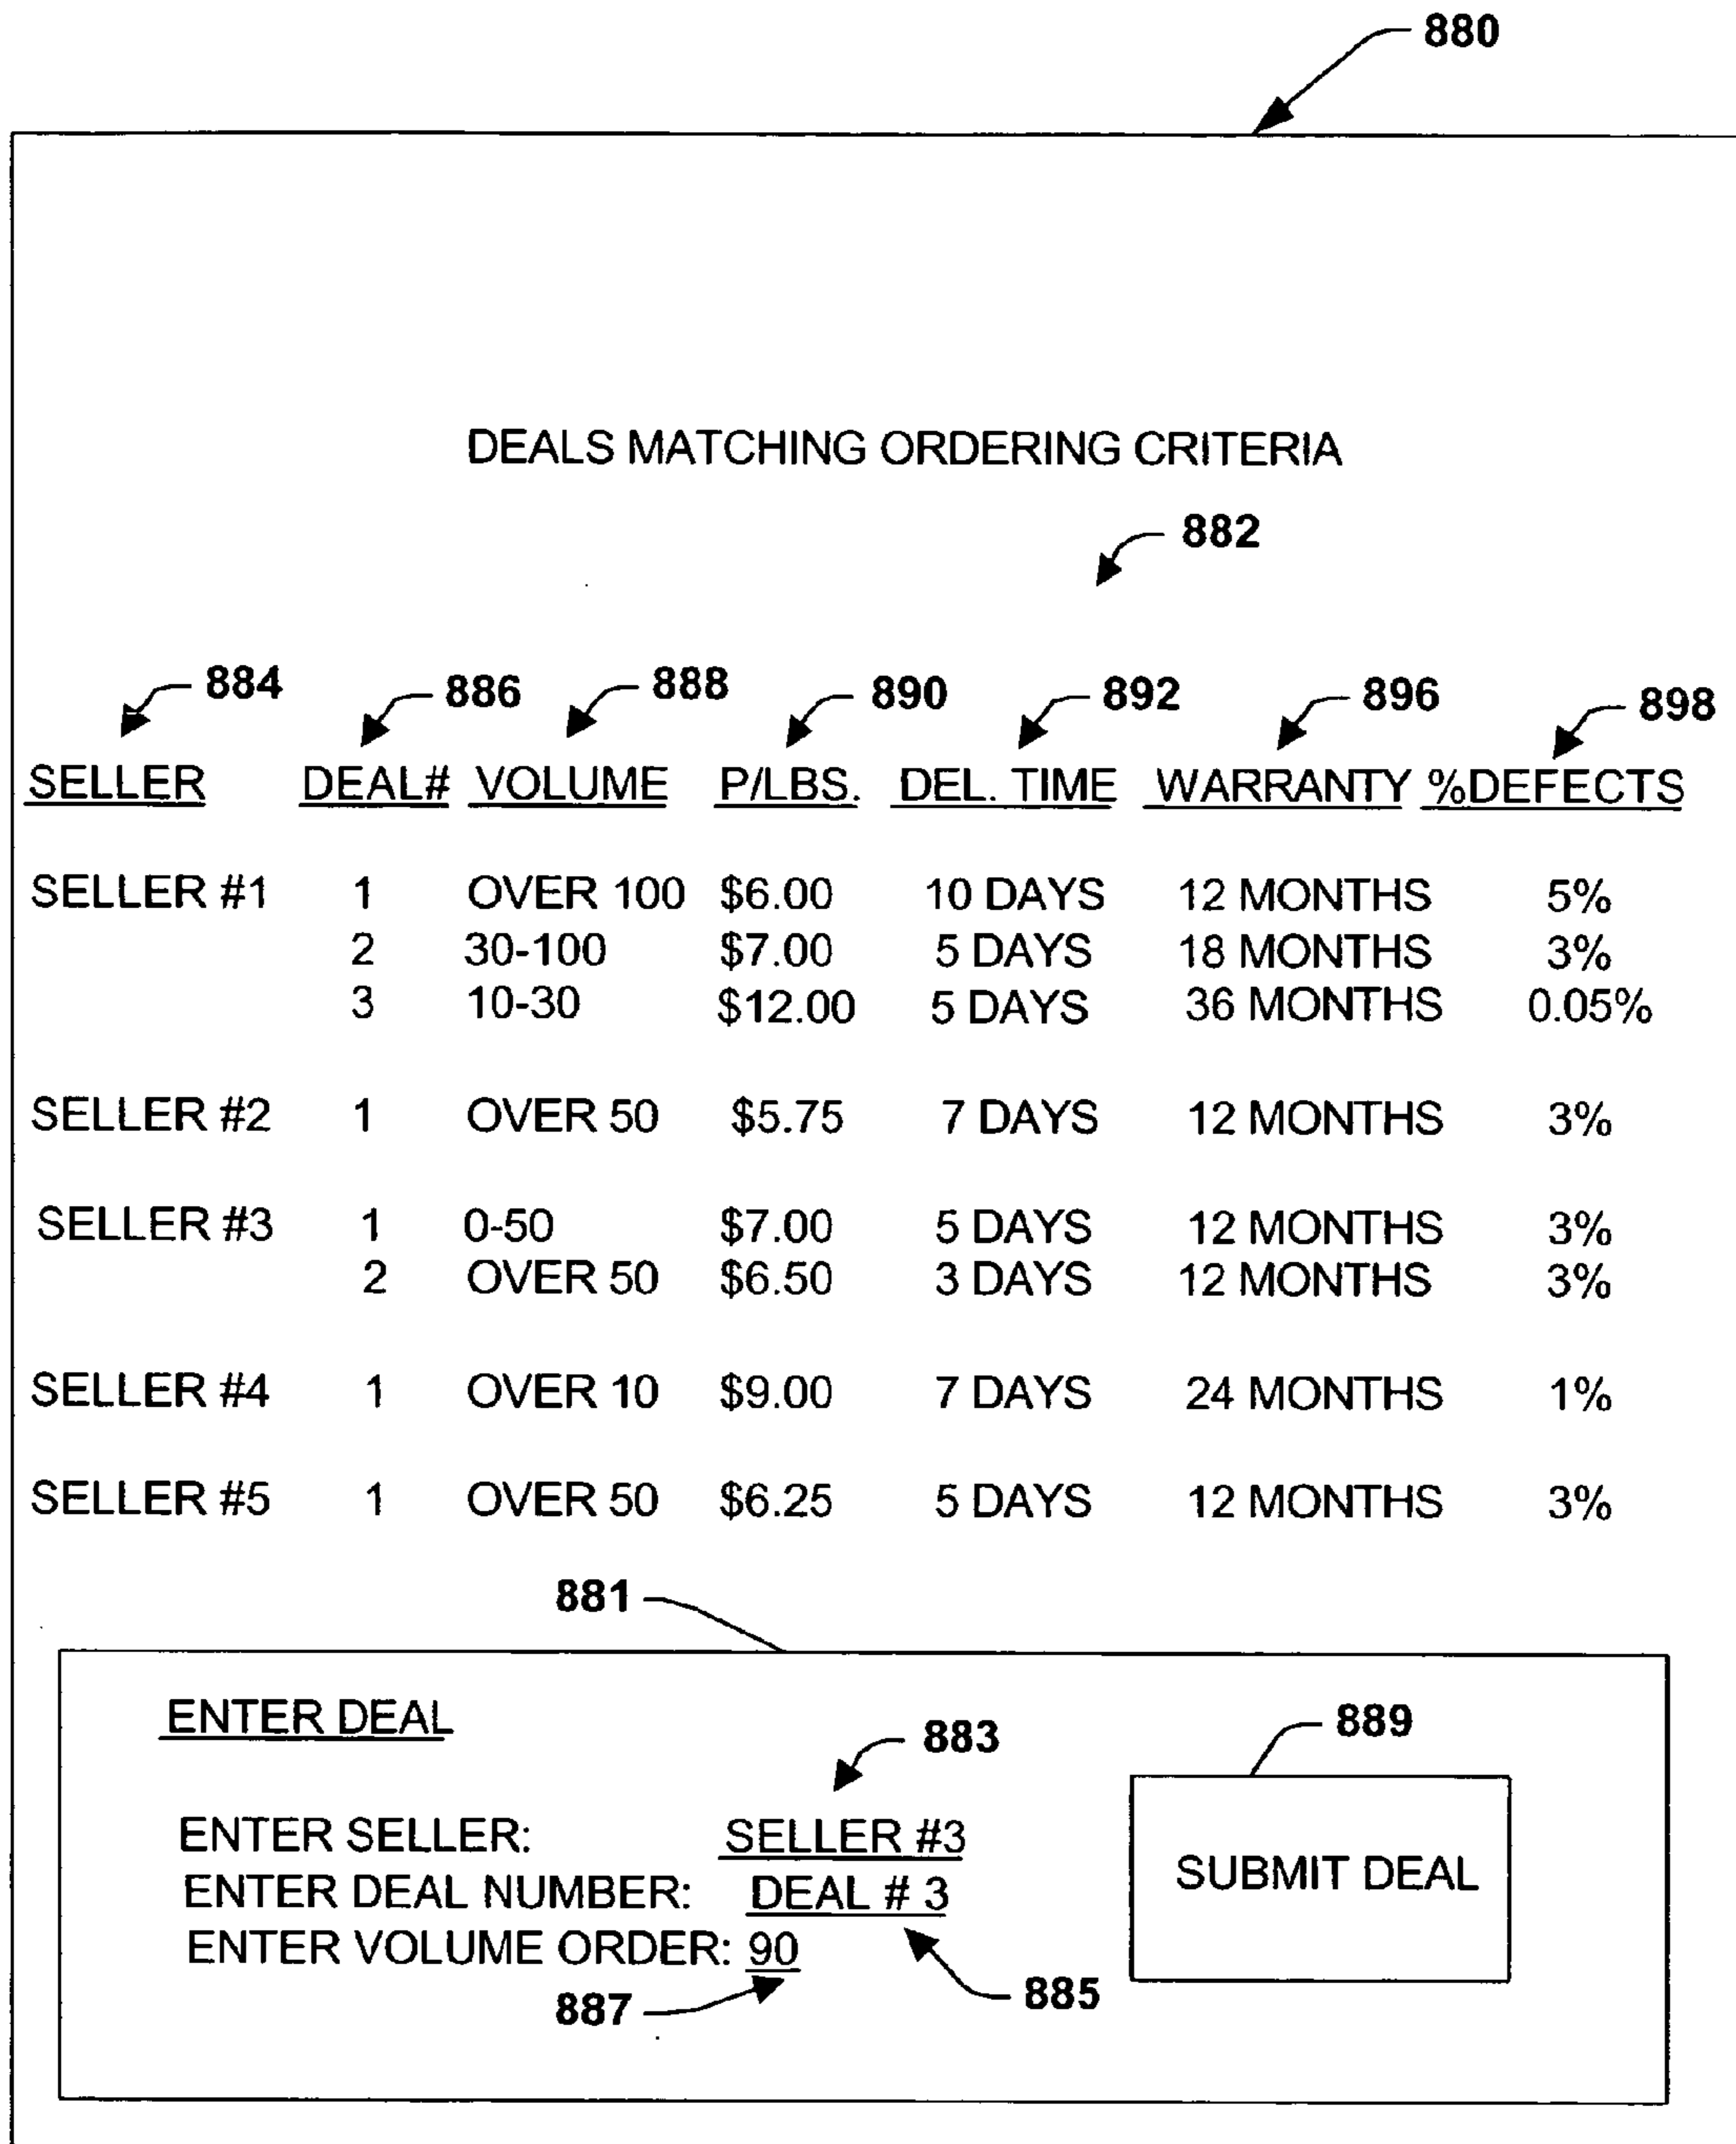 880
DEALS MATCHING ORDERING CRITERIA
882
884 886 888 890 892 896 898
SELLER DEAL# VOLUME P/LBS. DEL. TIME WARRANTY %DEFECTS
SELLER #1 1 OVER 100 $6.00 10 DAYS 12 MONTHS 5%
2 30-100 $7.00 5 DAYS 18 MONTHS 3%
3 10-30 $12.00 5 DAYS 36 MONTHS 0.05%
SELLER #2 1 OVER 50 $5.75 7 DAYS 12 MONTHS 3%
SELLER #3 1 0-50 $7.00 5 DAYS 12 MONTHS 3%
2 OVER 50 $6.50 3 DAYS 12 MONTHS 3%
SELLER #4 1 OVER 10 $9.00 7 DAYS 24 MONTHS 1%
SELLER #5 1 OVER 50 $6.25 5 DAYS 12 MONTHS 3%
881
ENTER DEAL
883 889
ENTER SELLER: SELLER #3
ENTER DEAL NUMBER: DEAL # 3
ENTER VOLUME ORDER: 90
SUBMIT DEAL
887 885